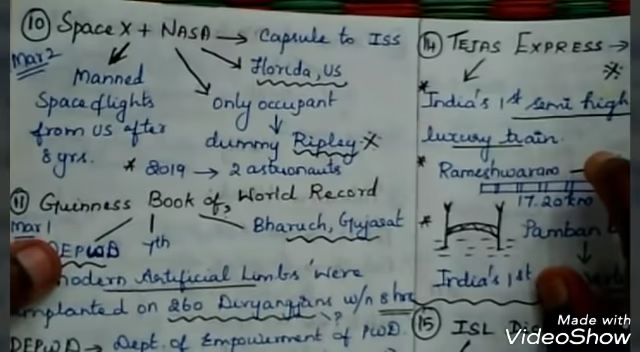 10 Space X + NASA → Capsule to ISS
Mar 2
Florida, US
Manned
Space flights
from US after
8 yrs.
only occupant
dummy Ripley
* 2019 → 2 astronauts
11 Guinness Book of World Record
Mar 1
DEPWD 7th Bharuch, Gujarat
modern Artificial Limbs were
implanted on 260 Divyangjans w/n 8 hrs
DEPWD → Dept. of Empowerment of PWD.
14 TEJAS EXPRESS →
* India's 1st semi high
luxury train.
* Rameshwaram
17.20 km
* Pamban
India's 1st
15 ISL
Made with
VideoShow